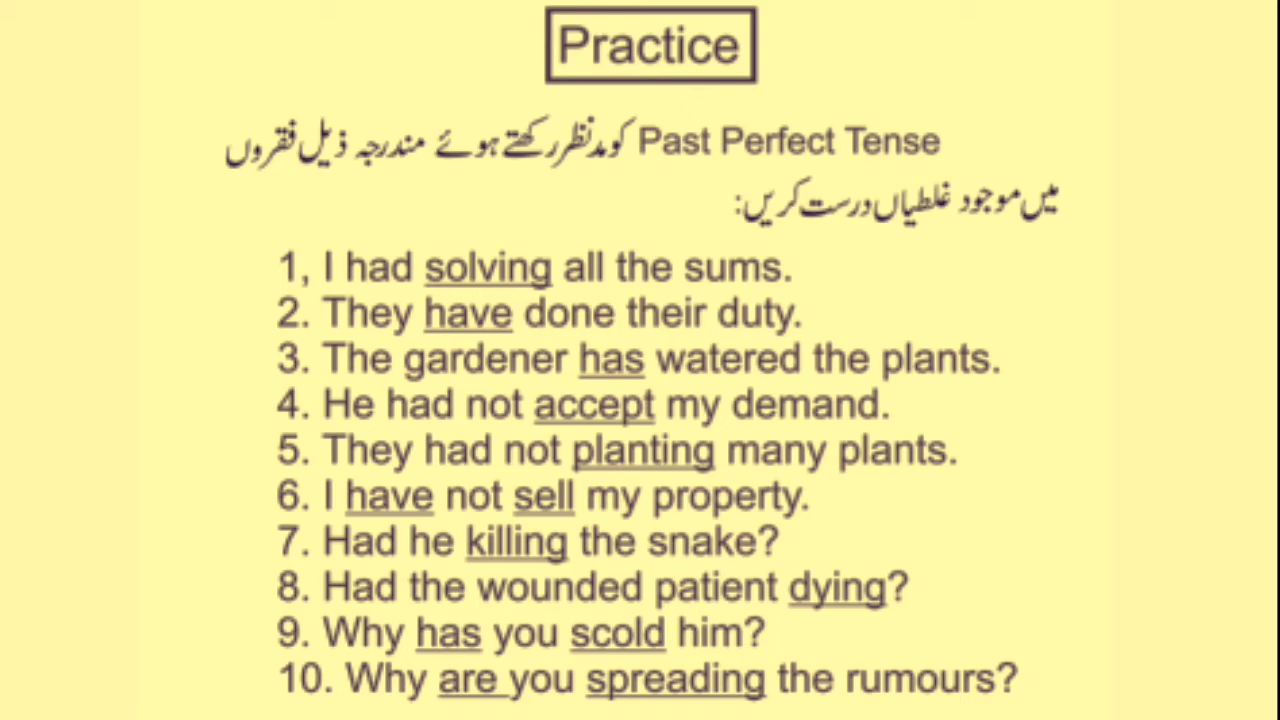 Practice
Past Perfect Tense کو مدنظر رکھتے ہوئے مندرجہ ذیل فقروں
میں موجود غلطیاں درست کریں:
1, I had solving all the sums.
2. They have done their duty.
3. The gardener has watered the plants.
4. He had not accept my demand.
5. They had not planting many plants.
6. I have not sell my property.
7. Had he killing the snake?
8. Had the wounded patient dying?
9. Why has you scold him?
10. Why are you spreading the rumours?